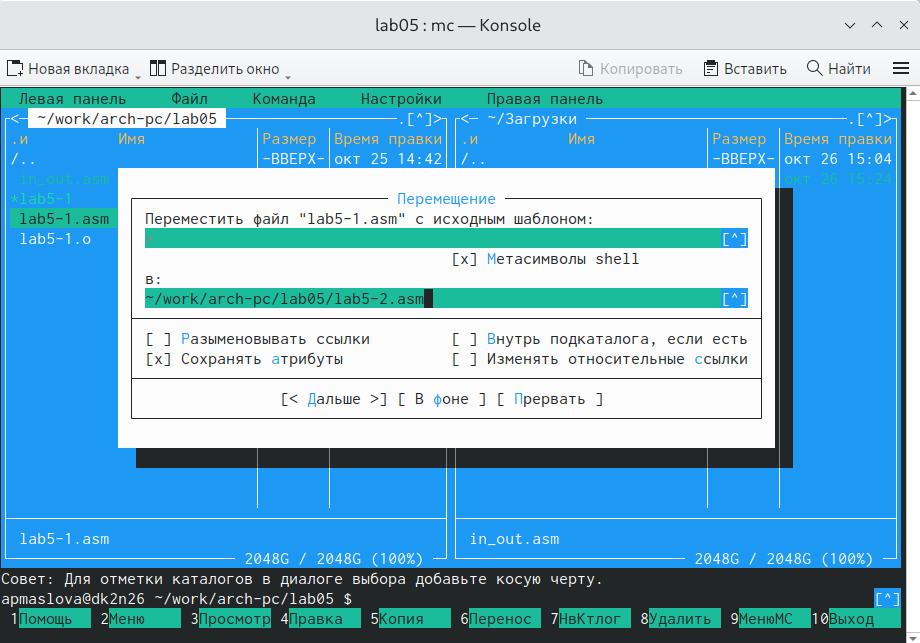 lab05 : mc — Konsole
Новая вкладка Разделить окно Копировать Вставить Найти
Левая панель Файл Команда Настройки Правая панель
<─ ~/work/arch-pc/lab05 .[^]> <─ ~/Загрузки .[^]>
.и Имя Размер Время правки .и Имя Размер Время правки
/.. -ВВЕРХ- окт 25 14:42 /.. -ВВЕРХ- окт 26 15:04
in_out.asm окт 26 15:24
*lab5-1
lab5-1.asm
lab5-1.o
Перемещение
Переместить файл "lab5-1.asm" с исходным шаблоном:
[^]
[x] Метасимволы shell
в:
~/work/arch-pc/lab05/lab5-2.asm [^]
[ ] Разыменовывать ссылки [ ] Внутрь подкаталога, если есть
[x] Сохранять атрибуты [ ] Изменять относительные ссылки
[< Дальше >] [ В фоне ] [ Прервать ]
lab5-1.asm in_out.asm
2048G / 2048G (100%) 2048G / 2048G (100%)
Совет: Для отметки каталогов в диалоге выбора добавьте косую черту.
apmaslova@dk2n26 ~/work/arch-pc/lab05 $ [^]
1Помощь 2Меню 3Просмотр 4Правка 5Копия 6Перенос 7НвКтлог 8Удалить 9МенюМС 10Выход